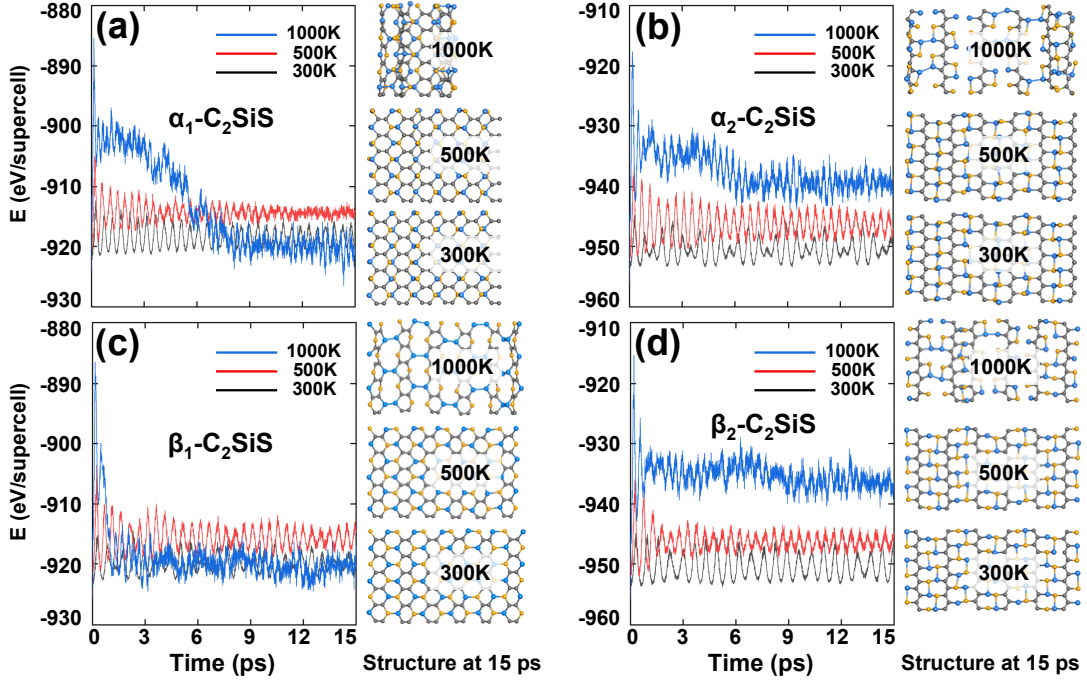 (a)
-880
-890
-900
-910
-920
-930
E (eV/supercell)
1000K
500K
300K
α₁-C₂SiS
1000K
500K
300K
(b)
-910
-920
-930
-940
-950
-960
1000K
500K
300K
α₂-C₂SiS
1000K
500K
300K
(c)
-880
-890
-900
-910
-920
-930
E (eV/supercell)
1000K
500K
300K
β₁-C₂SiS
0 3 6 9 12 15
Time (ps)
1000K
500K
300K
Structure at 15 ps
(d)
-910
-920
-930
-940
-950
-960
1000K
500K
300K
β₂-C₂SiS
0 3 6 9 12 15
Time (ps)
1000K
500K
300K
Structure at 15 ps